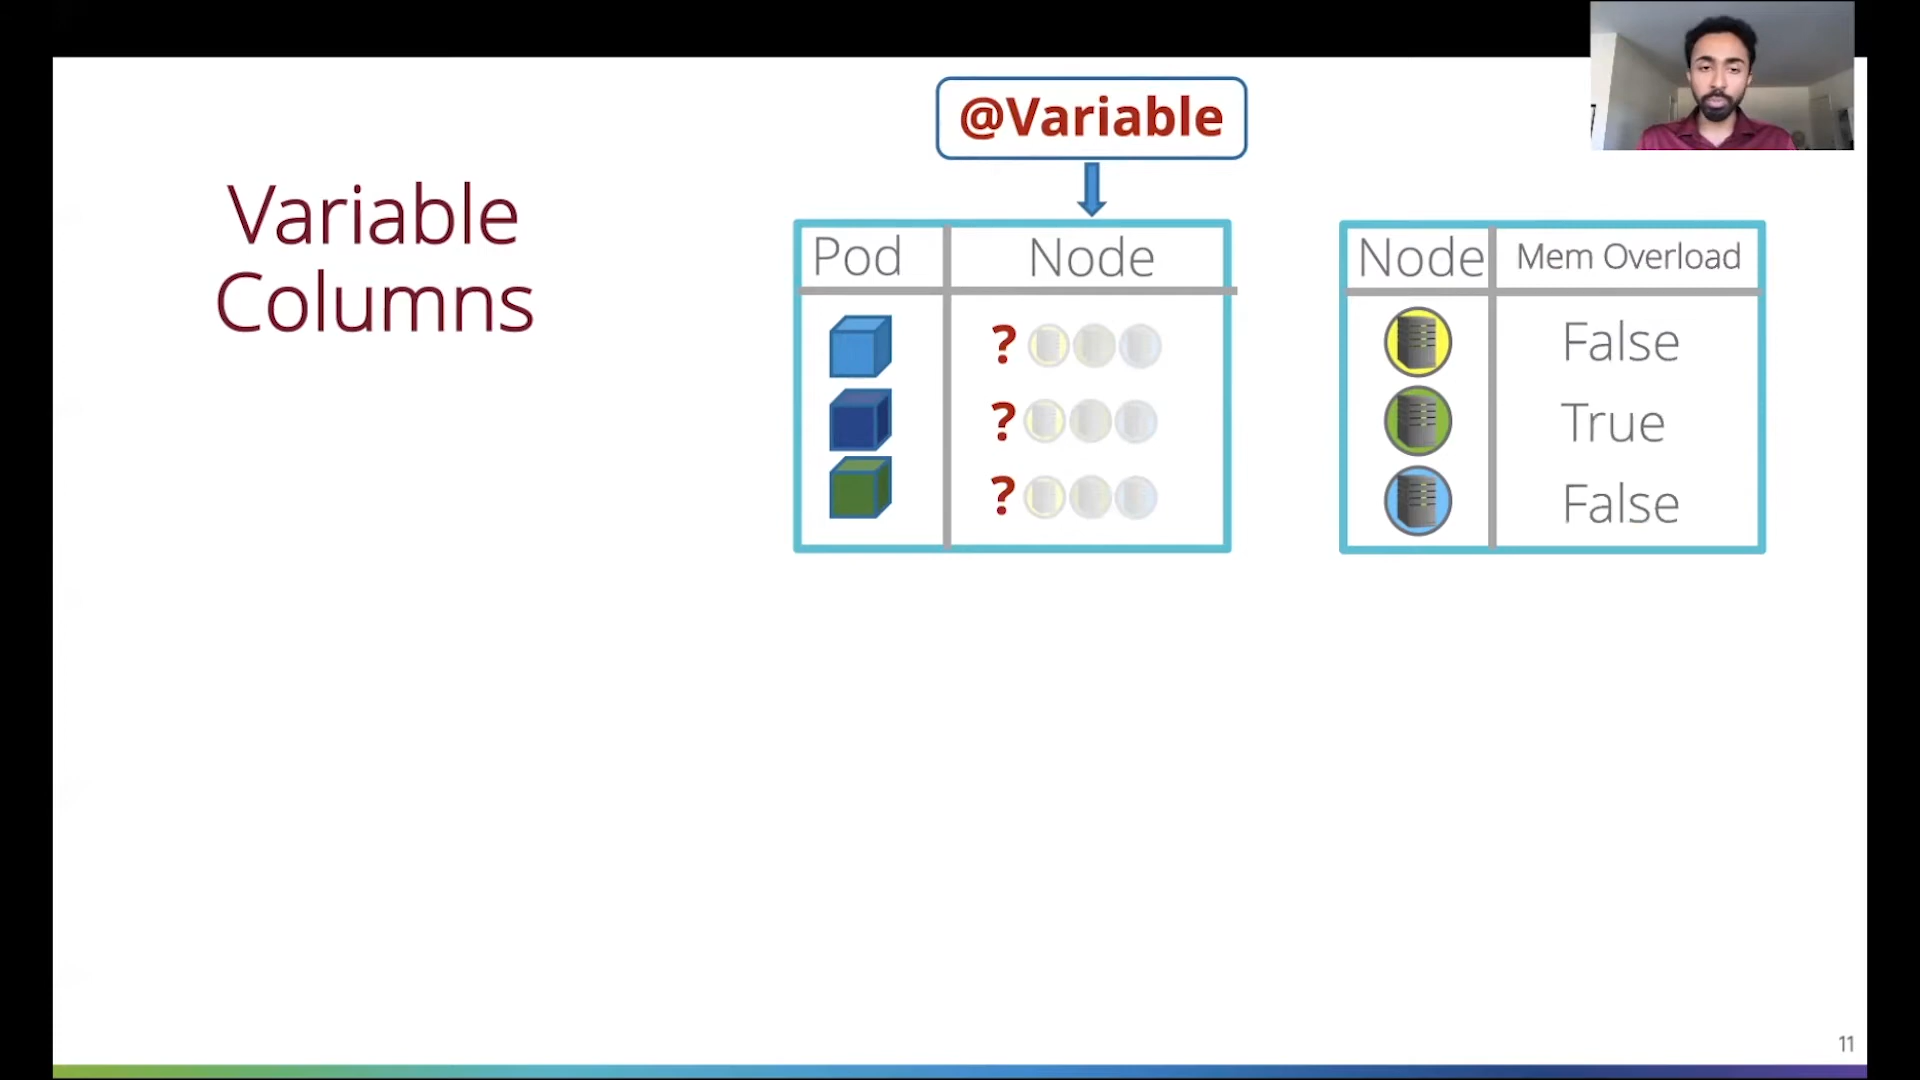 @Variable
Variable
Columns
Pod Node
?
?
?
Node Mem Overload
False
True
False
11